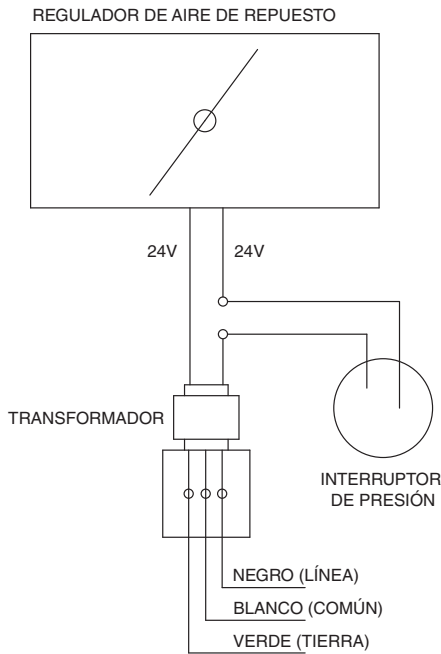 REGULADOR DE AIRE DE REPUESTO
24V
24V
TRANSFORMADOR
INTERRUPTOR
DE PRESIÓN
NEGRO (LÍNEA)
BLANCO (COMÚN)
VERDE (TIERRA)